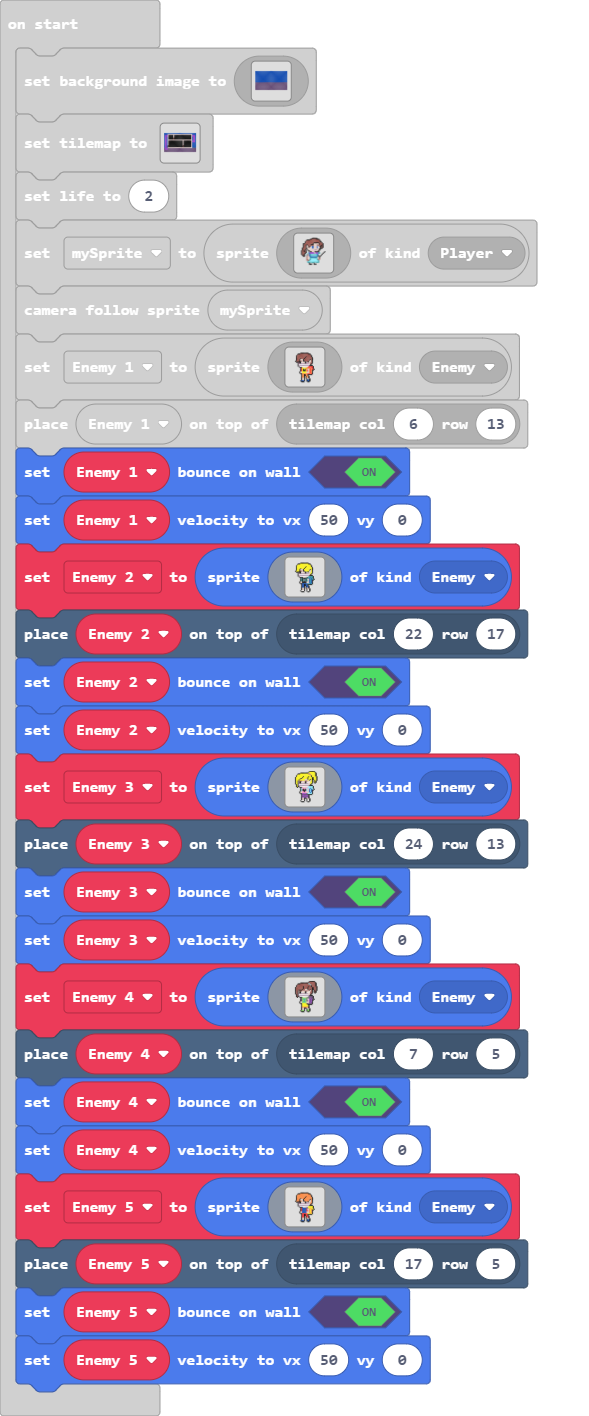 on start
set background image to
set tilemap to
set life to 2
set mySprite to sprite of kind Player
camera follow sprite mySprite
set Enemy 1 to sprite of kind Enemy
place Enemy 1 on top of tilemap col 6 row 13
set Enemy 1 bounce on wall ON
set Enemy 1 velocity to vx 50 vy 0
set Enemy 2 to sprite of kind Enemy
place Enemy 2 on top of tilemap col 22 row 17
set Enemy 2 bounce on wall ON
set Enemy 2 velocity to vx 50 vy 0
set Enemy 3 to sprite of kind Enemy
place Enemy 3 on top of tilemap col 24 row 13
set Enemy 3 bounce on wall ON
set Enemy 3 velocity to vx 50 vy 0
set Enemy 4 to sprite of kind Enemy
place Enemy 4 on top of tilemap col 7 row 5
set Enemy 4 bounce on wall ON
set Enemy 4 velocity to vx 50 vy 0
set Enemy 5 to sprite of kind Enemy
place Enemy 5 on top of tilemap col 17 row 5
set Enemy 5 bounce on wall ON
set Enemy 5 velocity to vx 50 vy 0